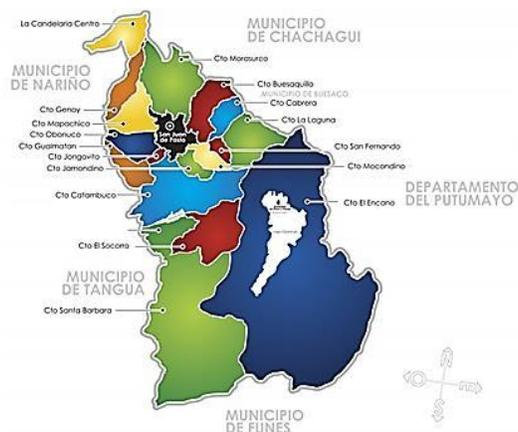 La Candelaria Centro
MUNICIPIO
DE CHACHAGUI
Cto Morasurco
MUNICIPIO
DE NARIÑO
Cto Buesaquillo
MUNICIPIO DE BUESACO
Cto Cabrera
Cto Genoy
Cto La Laguna
Cto Mapachico
Cto Obonuco
San Juan
de Pasto
Cto Gualmatan
Cto San Fernando
Cto Jongovito
Cto Jamondino
Cto Mocondino
DEPARTAMENTO
DEL PUTUMAYO
Cto Catambuco
Cto El Encano
Cto El Socorro
MUNICIPIO
DE TANGUA
Cto Santa Barbara
N
O
E
S
MUNICIPIO
DE FUNES